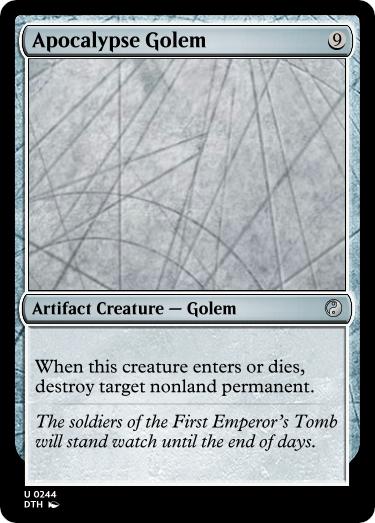 Apocalypse Golem 9
Artifact Creature — Golem
When this creature enters or dies,
destroy target nonland permanent.
The soldiers of the First Emperor's Tomb
will stand watch until the end of days.
U 0244
DTH